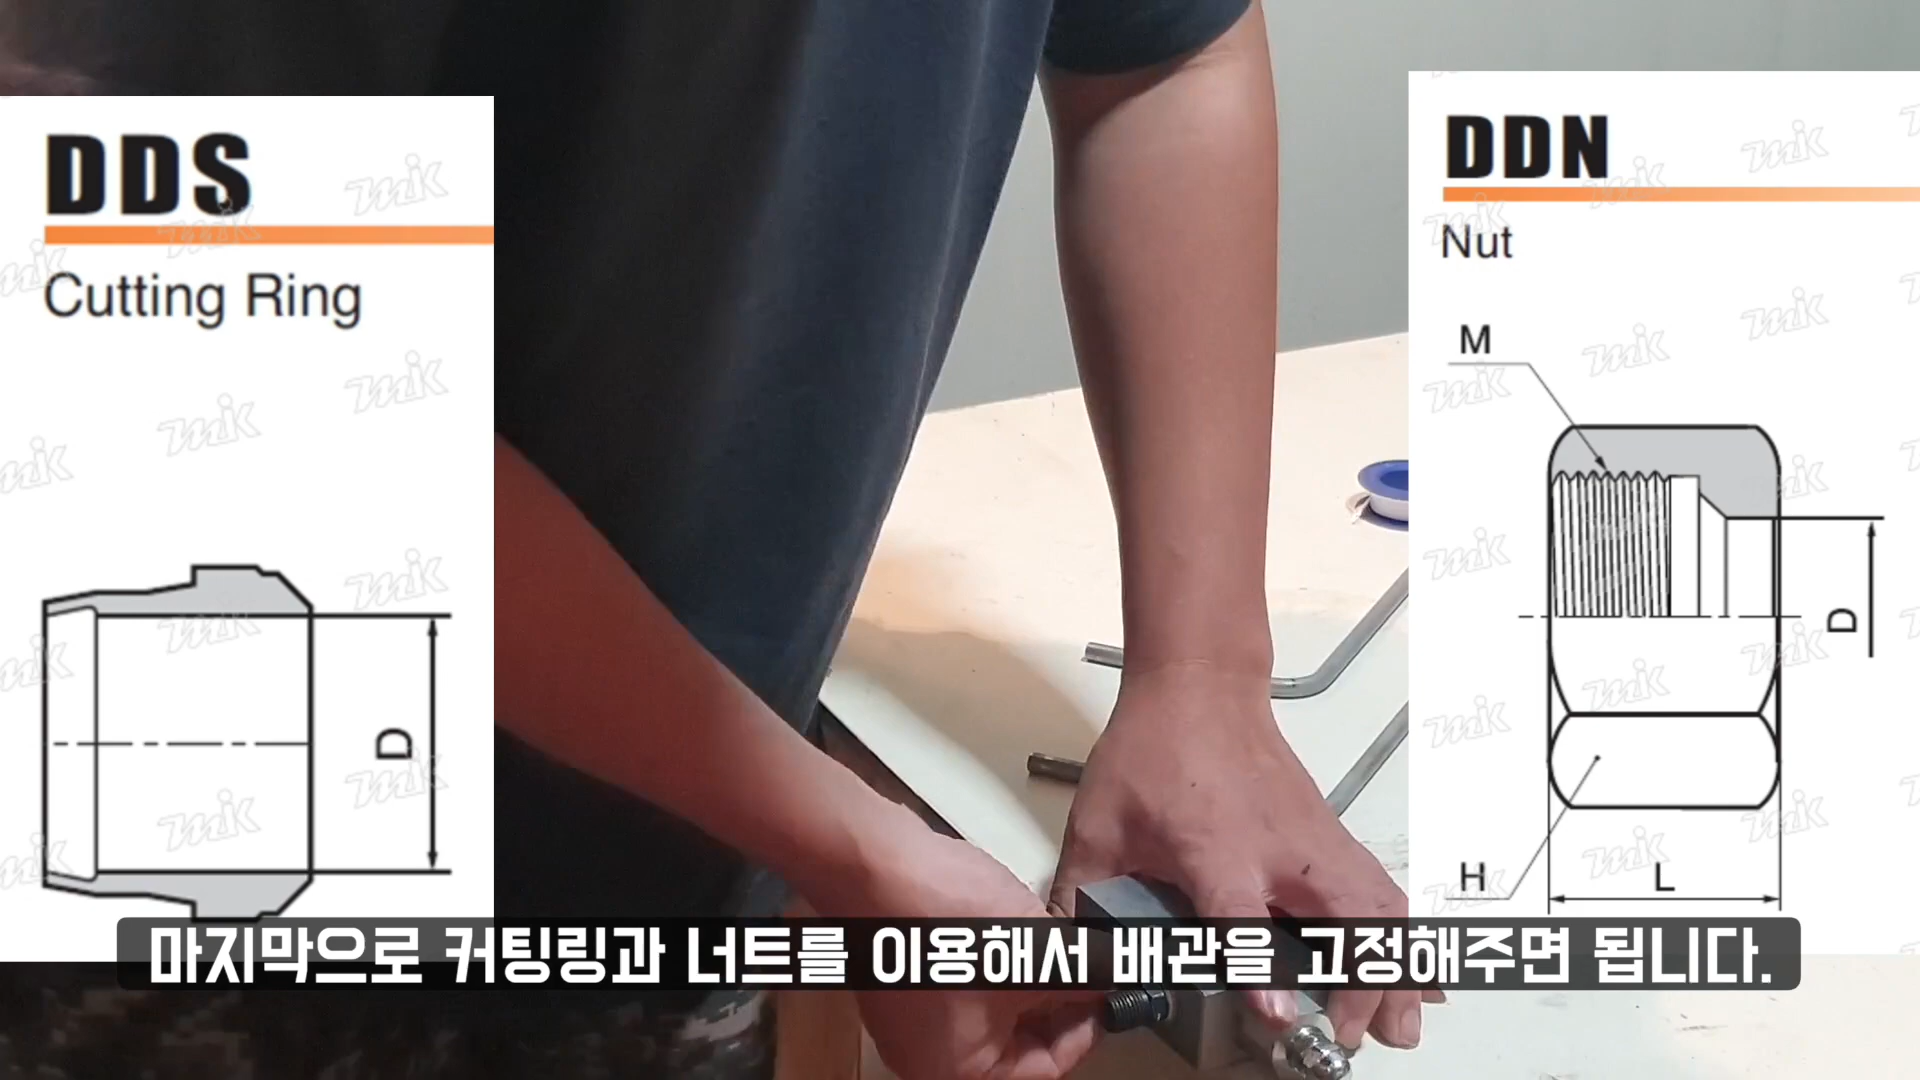 DDS
Cutting Ring
D
DDN
Nut
M
D
H
L
mik
마지막으로 커팅링과 너트를 이용해서 배관을 고정해주면 됩니다.